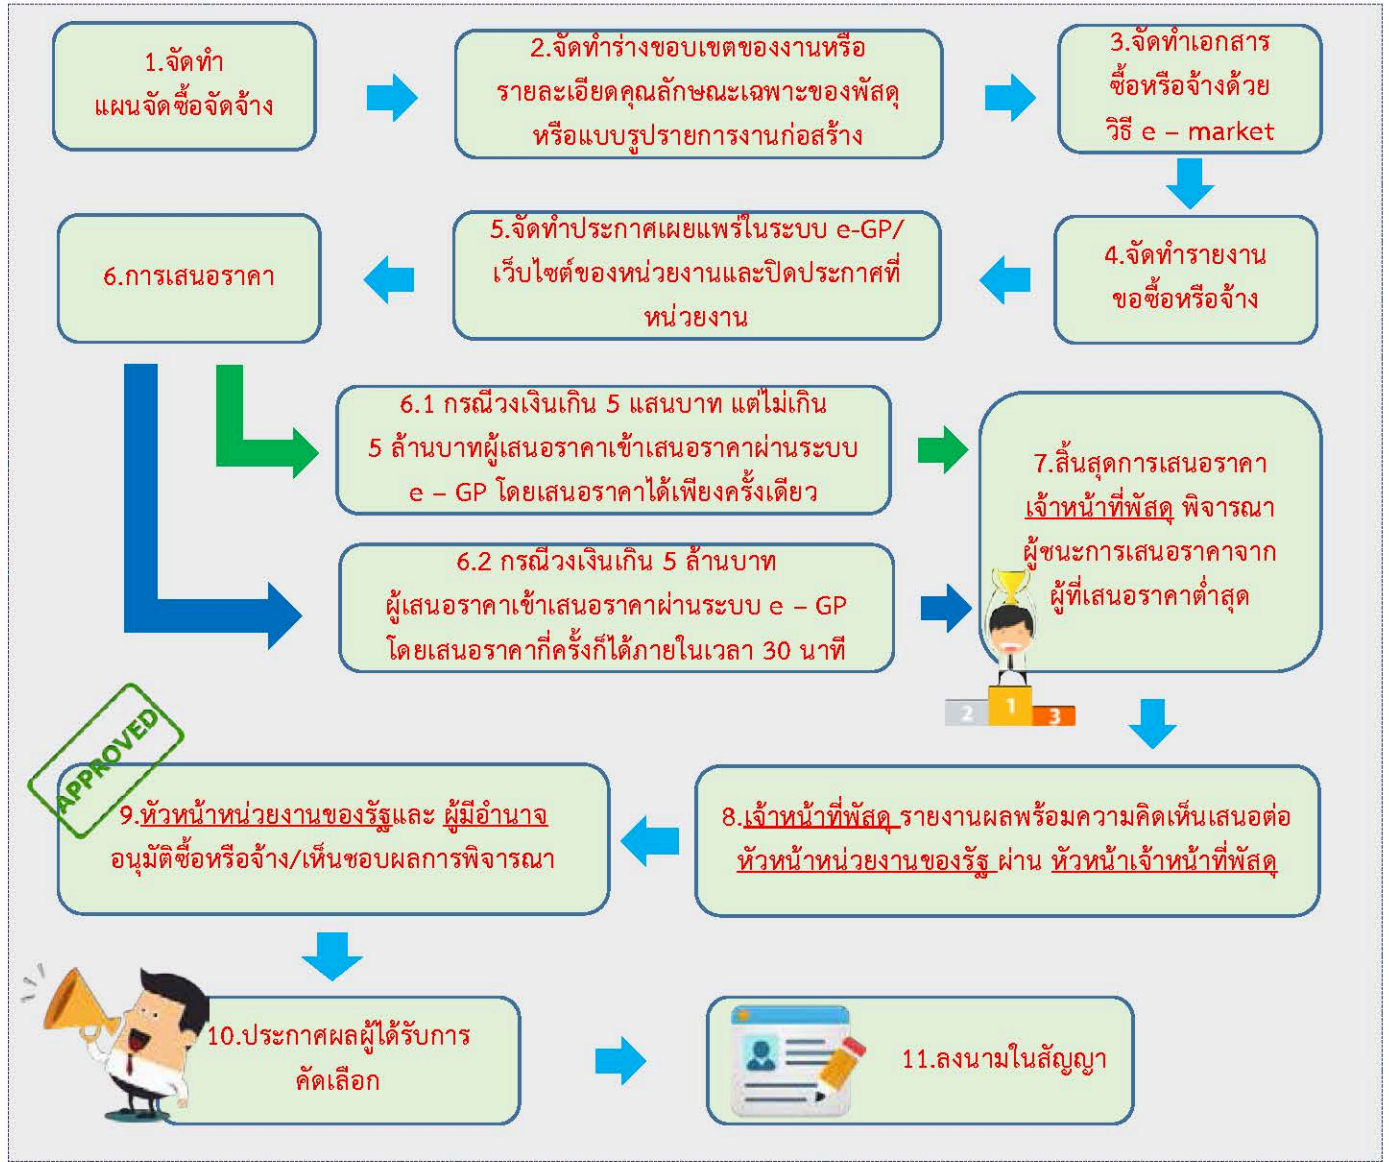 1.จัดทำ
แผนจัดซื้อจัดจ้าง
2.จัดทำร่างขอบเขตของงานหรือ
รายละเอียดคุณลักษณะเฉพาะของพัสดุ
หรือแบบรูปรายการงานก่อสร้าง
3.จัดทำเอกสาร
ซื้อหรือจ้างด้วย
วิธี e – market
4.จัดทำรายงาน
ขอซื้อหรือจ้าง
5.จัดทำประกาศเผยแพร่ในระบบ e-GP/
เว็บไซต์ของหน่วยงานและปิดประกาศที่
หน่วยงาน
6.การเสนอราคา
6.1 กรณีวงเงินเกิน 5 แสนบาท แต่ไม่เกิน
5 ล้านบาทผู้เสนอราคาเข้าเสนอราคาผ่านระบบ
e – GP โดยเสนอราคาได้เพียงครั้งเดียว
6.2 กรณีวงเงินเกิน 5 ล้านบาท
ผู้เสนอราคาเข้าเสนอราคาผ่านระบบ e – GP
โดยเสนอราคากี่ครั้งก็ได้ภายในเวลา 30 นาที
7.สิ้นสุดการเสนอราคา
เจ้าหน้าที่พัสดุ พิจารณา
ผู้ชนะการเสนอราคาจาก
ผู้ที่เสนอราคาต่ำสุด
2 1 3
8.เจ้าหน้าที่พัสดุ รายงานผลพร้อมความคิดเห็นเสนอต่อ
หัวหน้าหน่วยงานของรัฐ ผ่าน หัวหน้าเจ้าหน้าที่พัสดุ
APPROVED
9.หัวหน้าหน่วยงานของรัฐและ ผู้มีอำนาจ
อนุมัติซื้อหรือจ้าง/เห็นชอบผลการพิจารณา
10.ประกาศผลผู้ได้รับการ
คัดเลือก
11.ลงนามในสัญญา